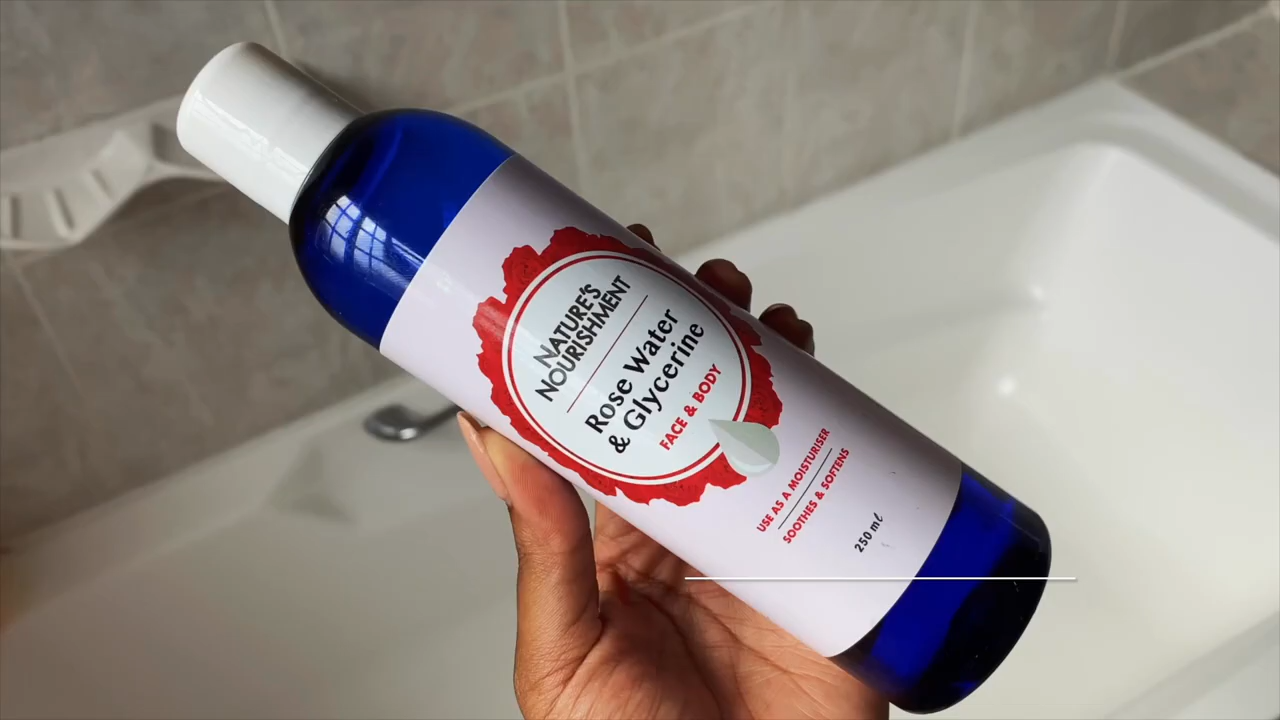 NATURE'S
NOURISHMENT
Rose Water
& Glycerine
FACE & BODY
USE AS A MOISTURISER
SOOTHES & SOFTENS
250 ml